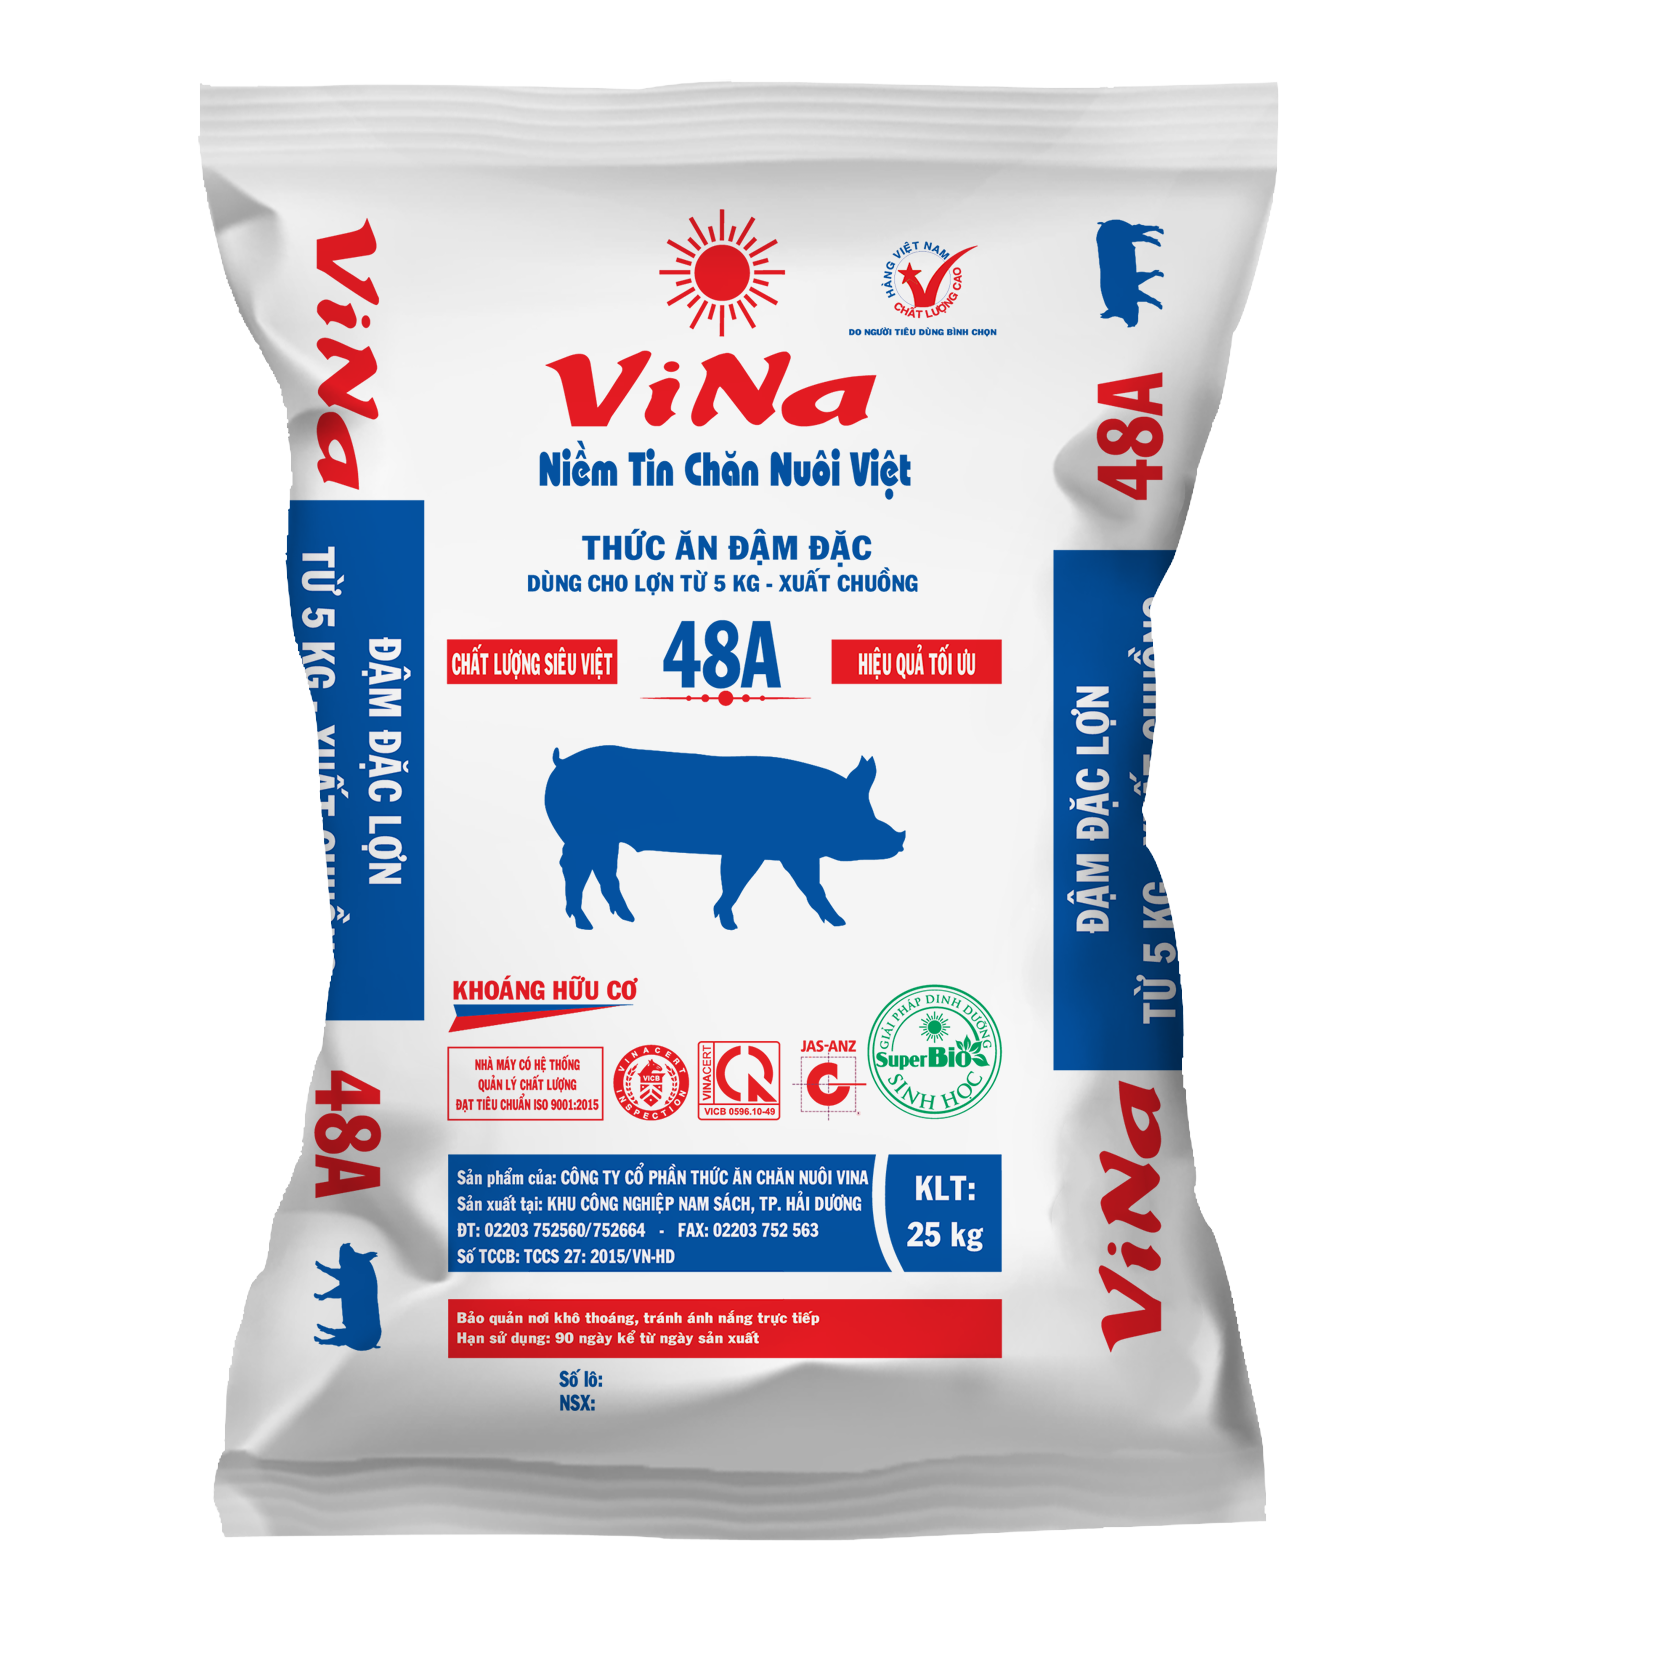 HÀNG VIỆT NAM
CHẤT LƯỢNG CAO
DO NGƯỜI TIÊU DÙNG BÌNH CHỌN
ViNa
Niềm Tin Chăn Nuôi Việt
THỨC ĂN ĐẬM ĐẶC
DÙNG CHO LỢN TỪ 5 KG - XUẤT CHUỒNG
CHẤT LƯỢNG SIÊU VIỆT
48A
HIỆU QUẢ TỐI ƯU
KHOÁNG HỮU CƠ
NHÀ MÁY CÓ HỆ THỐNG
QUẢN LÝ CHẤT LƯỢNG
ĐẠT TIÊU CHUẨN ISO 9001:2015
VINACERT
VICB
INSPECTION
VINACERT
VICB 0596.10-49
JAS-ANZ
GIẢI PHÁP DINH DƯỠNG
SuperBio
SINH HỌC
Sản phẩm của: CÔNG TY CỔ PHẦN THỨC ĂN CHĂN NUÔI VINA
Sản xuất tại: KHU CÔNG NGHIỆP NAM SÁCH, TP. HẢI DƯƠNG
ĐT: 02203 752560/752664 - FAX: 02203 752 563
Số TCCB: TCCS 27: 2015/VN-HD
KLT:
25 kg
Bảo quản nơi khô thoáng, tránh ánh nắng trực tiếp
Hạn sử dụng: 90 ngày kể từ ngày sản xuất
Số lô:
NSX:
ViNa
ĐẬM ĐẶC LỢN
TỪ 5 KG - XUẤT
48A
48A
ĐẬM ĐẶC LỢN
TỪ 5 KG
ViNa